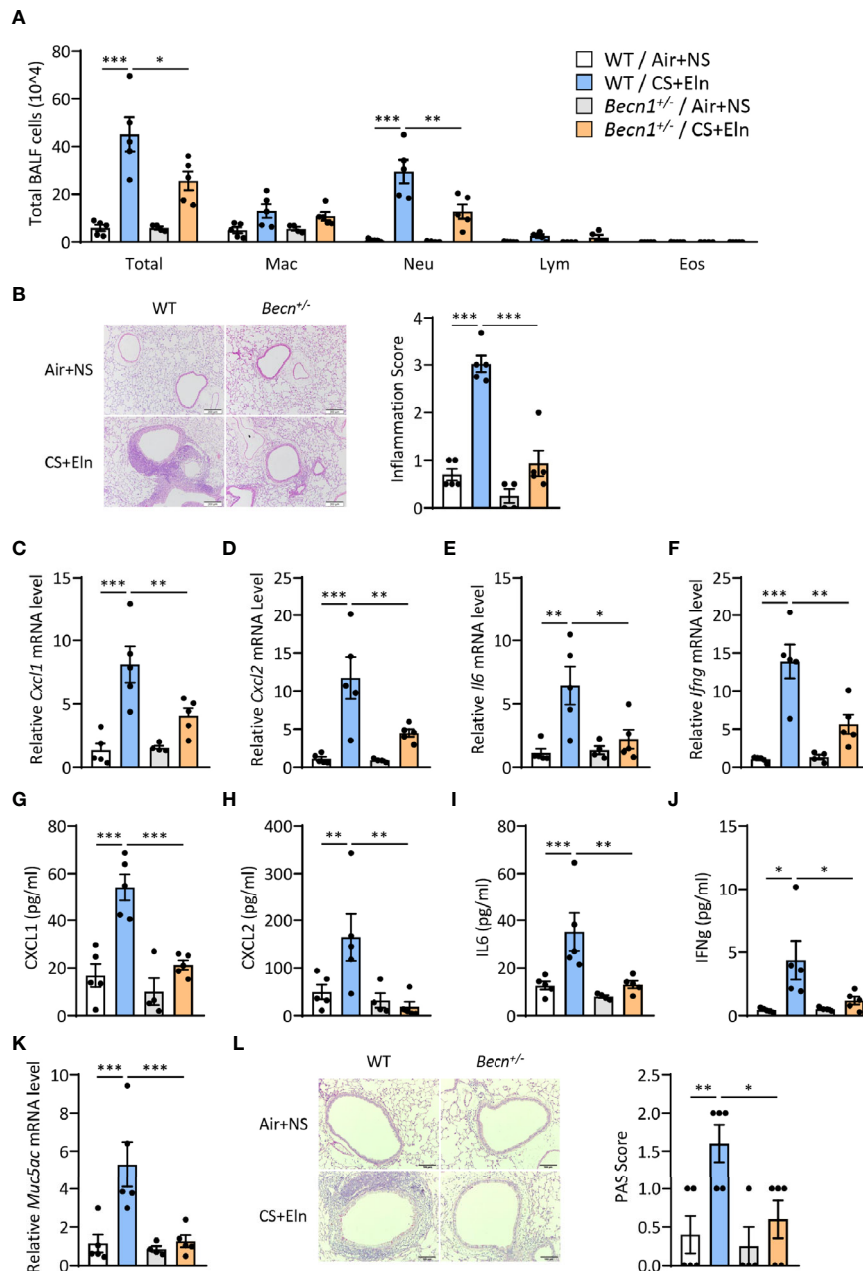 A
Total BALF cells (10^4)
80
60
40
20
0
***
*
***
**
Total
Mac
Neu
Lym
Eos
WT / Air+NS
WT / CS+Eln
Becn1+/- / Air+NS
Becn1+/- / CS+Eln
B
WT
Becn+/-
Air+NS
CS+Eln
Inflammation Score
4
3
2
1
0
***
***
C
Relative Cxcl1 mRNA level
15
10
5
0
***
**
D
Relative Cxcl2 mRNA Level
25
20
15
10
5
0
***
**
E
Relative Il6 mRNA level
15
10
5
0
**
*
F
Relative Ifng mRNA level
25
20
15
10
5
0
***
**
G
CXCL1 (pg/ml)
80
60
40
20
0
***
***
H
CXCL2 (pg/ml)
400
300
200
100
0
**
**
I
IL6 (pg/ml)
80
60
40
20
0
***
**
J
IFNg (pg/ml)
15
10
5
0
*
*
K
Relative Muc5ac mRNA level
10
8
6
4
2
0
***
***
L
WT
Becn+/-
Air+NS
CS+Eln
PAS Score
2.5
2.0
1.5
1.0
0.5
0.0
**
*